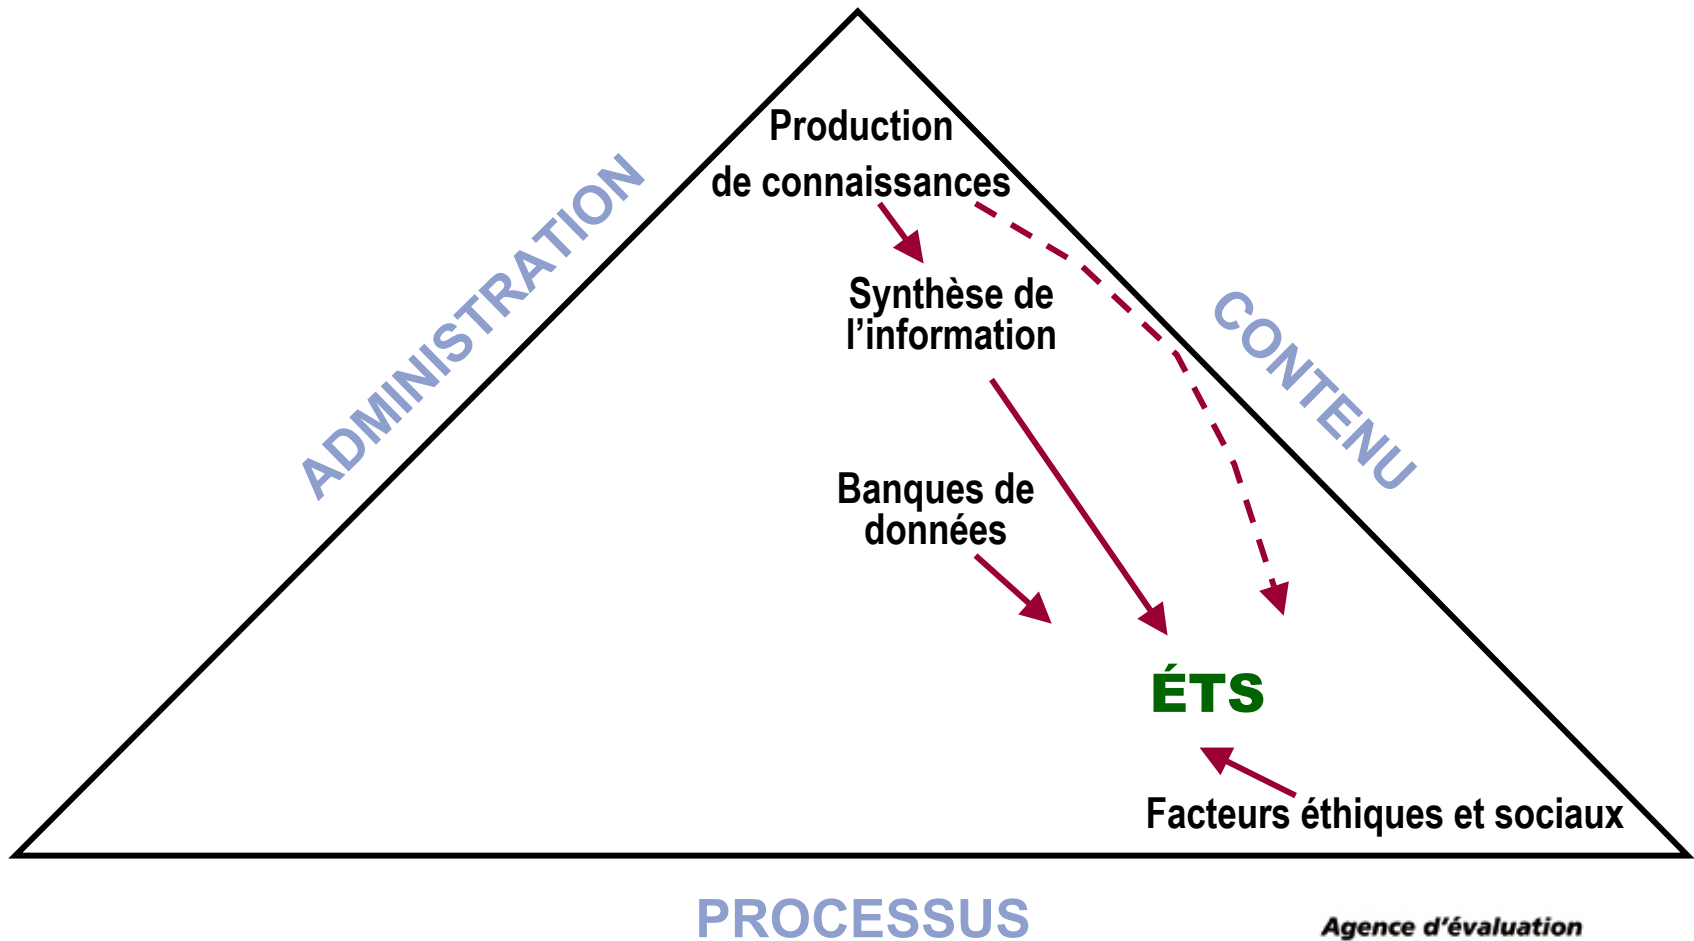 Production
de connaissances
ADMINISTRATION
Synthèse de
l’information
CONTENU
Banques de
données
ÉTS
Facteurs éthiques et sociaux
PROCESSUS
Agence d’évaluation